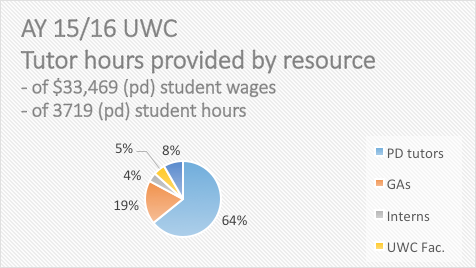 AY 15/16 UWC
Tutor hours provided by resource
- of $33,469 (pd) student wages
- of 3719 (pd) student hours
5%
8%
4%
19%
64%
PD tutors
GAs
Interns
UWC Fac.